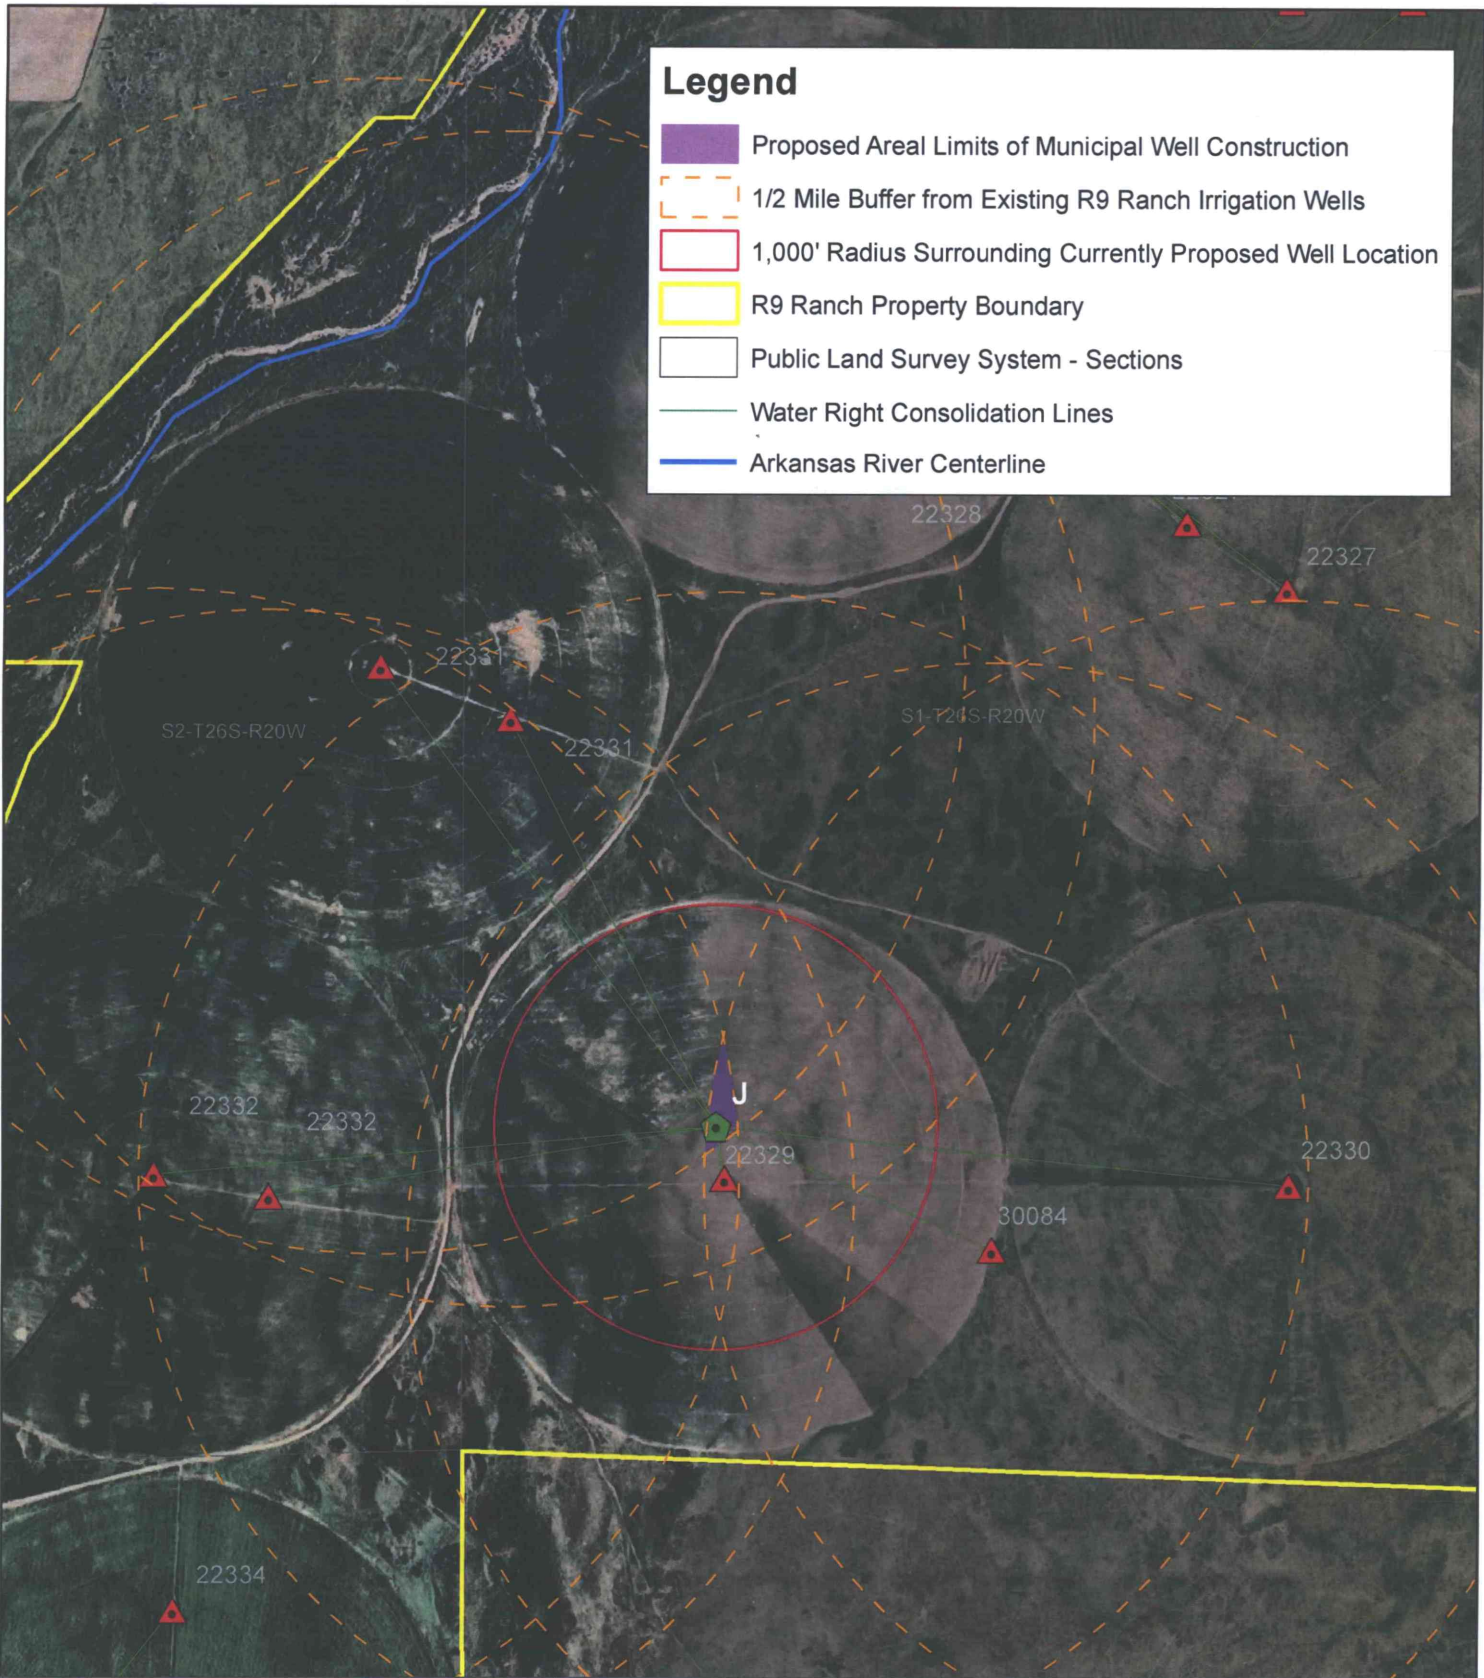 Legend
Proposed Areal Limits of Municipal Well Construction
1/2 Mile Buffer from Existing R9 Ranch Irrigation Wells
1,000' Radius Surrounding Currently Proposed Well Location
R9 Ranch Property Boundary
Public Land Survey System - Sections
Water Right Consolidation Lines
Arkansas River Centerline
22328
22327
22331
S2-T26S-R20W
S1-T26S-R20W
22331
J
22332
22332
22329
22330
30084
22334